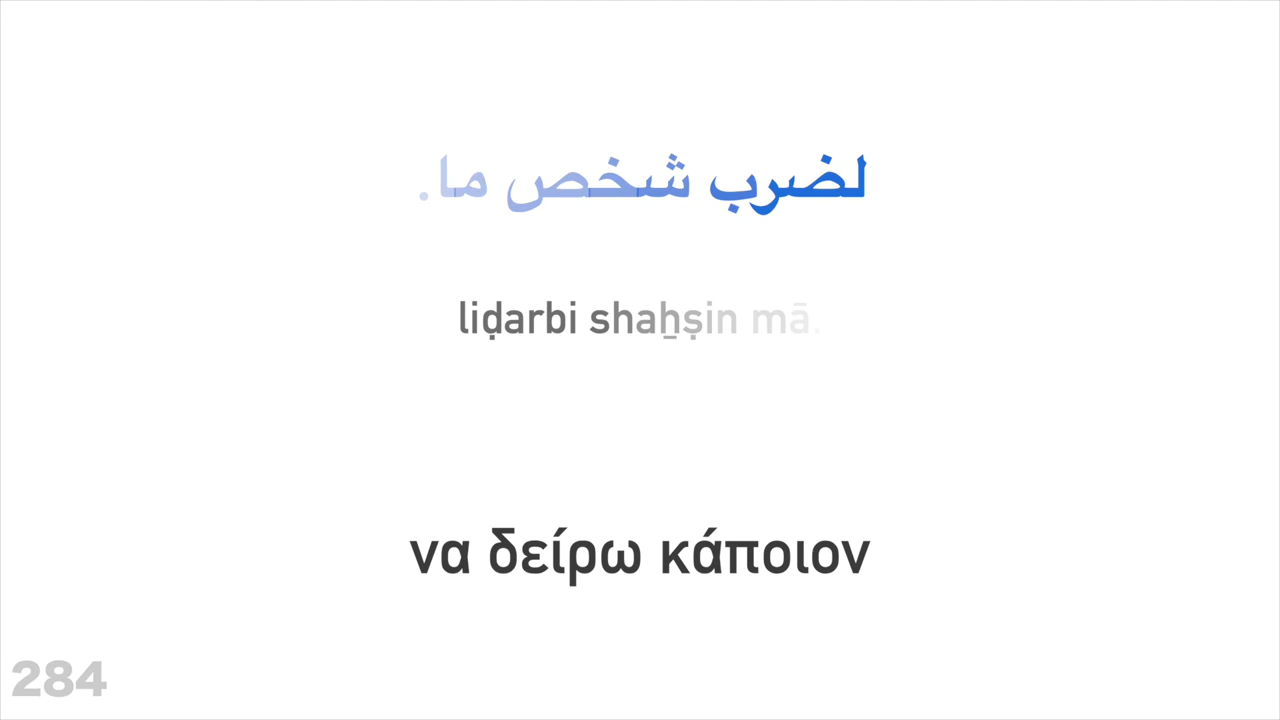 لضرب شخص ما.
liḍarbi shaẖṣin mā.
να δείρω κάποιον
284